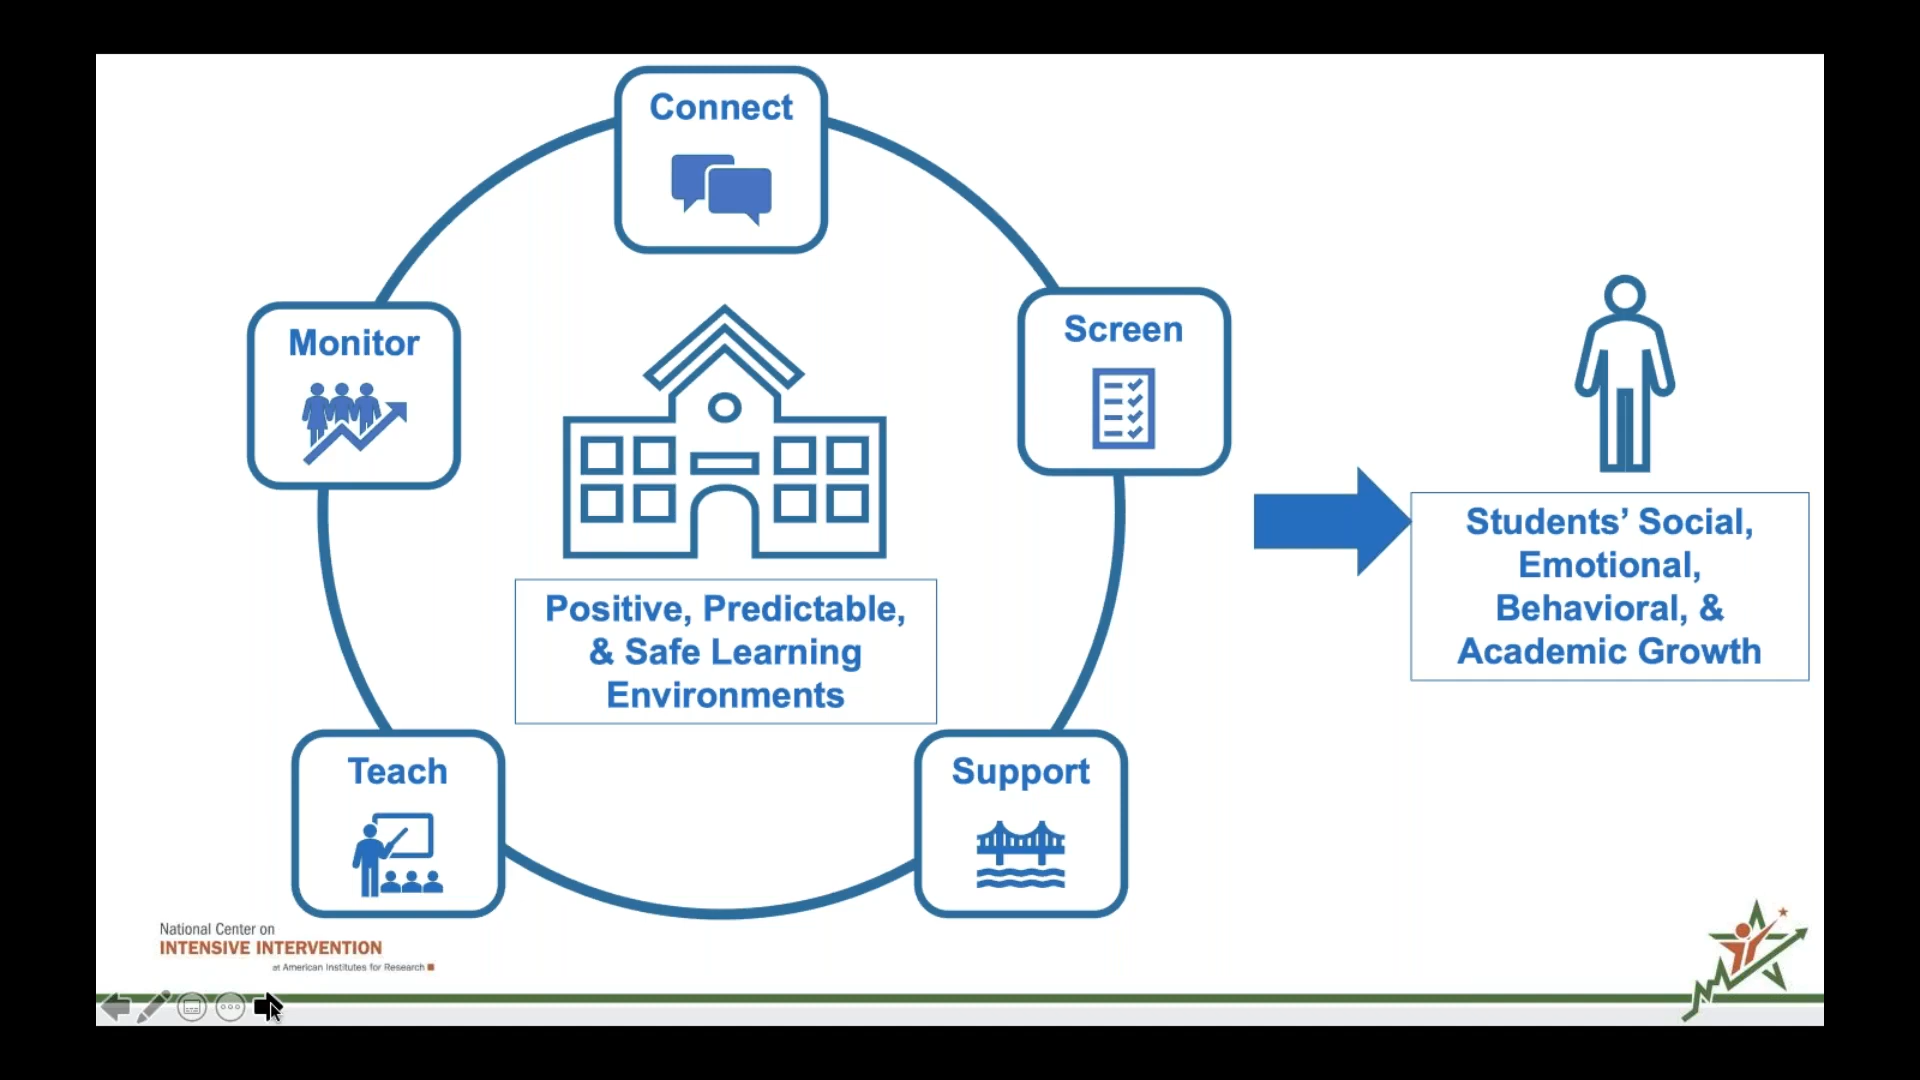 Connect
Monitor
Screen
Positive, Predictable,
& Safe Learning
Environments
Students’ Social,
Emotional,
Behavioral, &
Academic Growth
Teach
Support
National Center on
INTENSIVE INTERVENTION
at American Institutes for Research